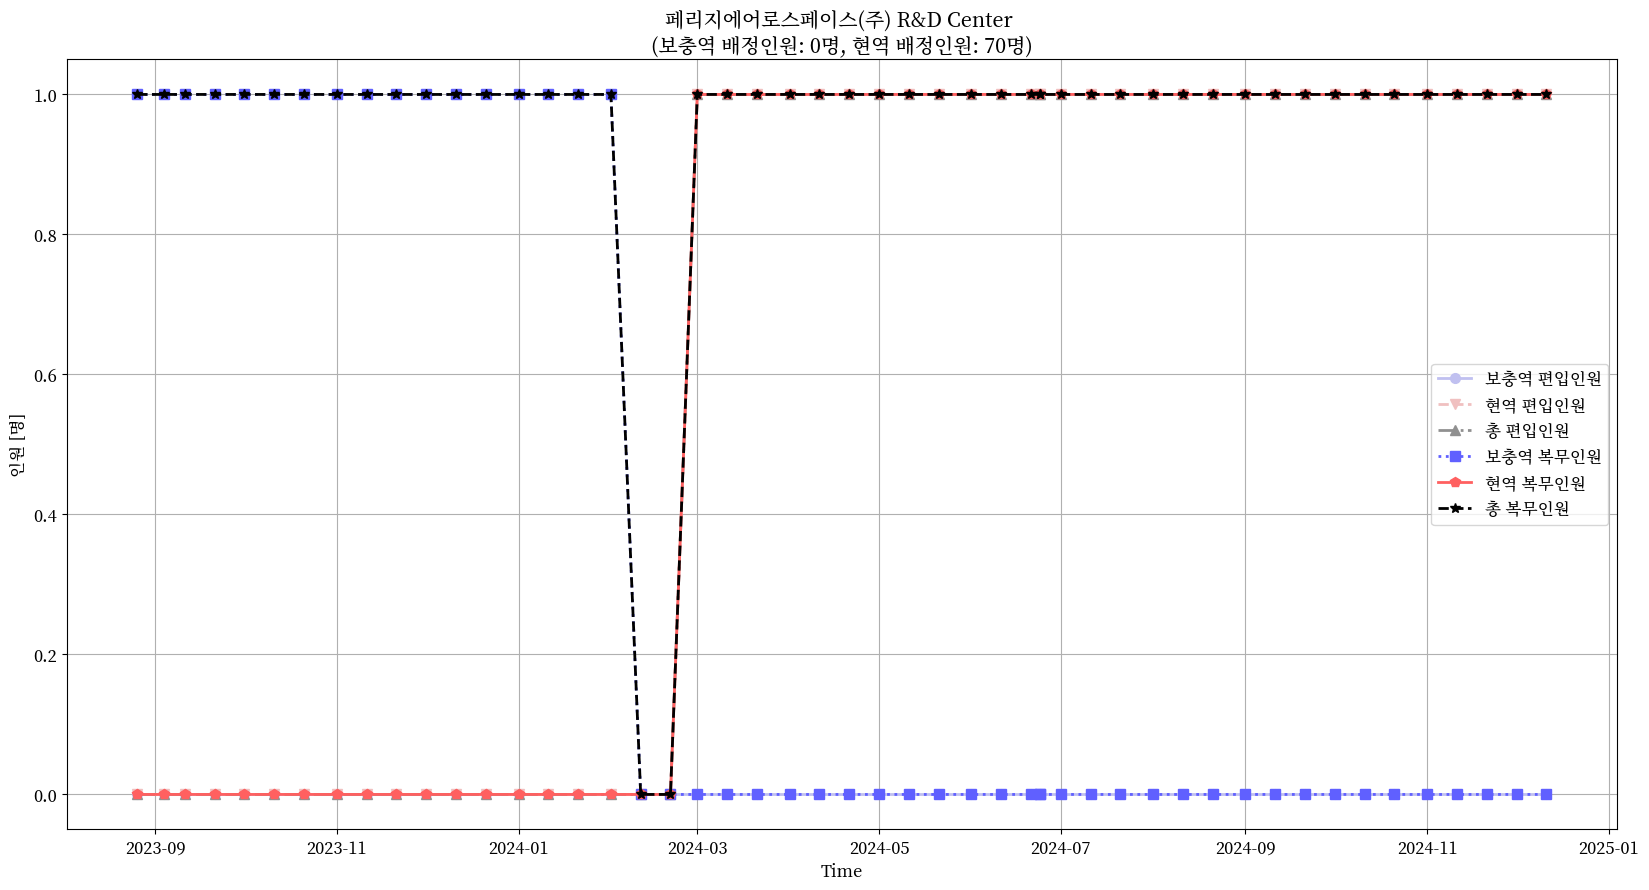 페리지에어로스페이스(주) R&D Center
(보충역 배정인원: 0명, 현역 배정인원: 70명)
인원 [명]
1.0
0.8
0.6
0.4
0.2
0.0
보충역 편입인원
현역 편입인원
총 편입인원
보충역 복무인원
현역 복무인원
총 복무인원
2023-09 2023-11 2024-01 2024-03 2024-05 2024-07 2024-09 2024-11 2025-01
Time